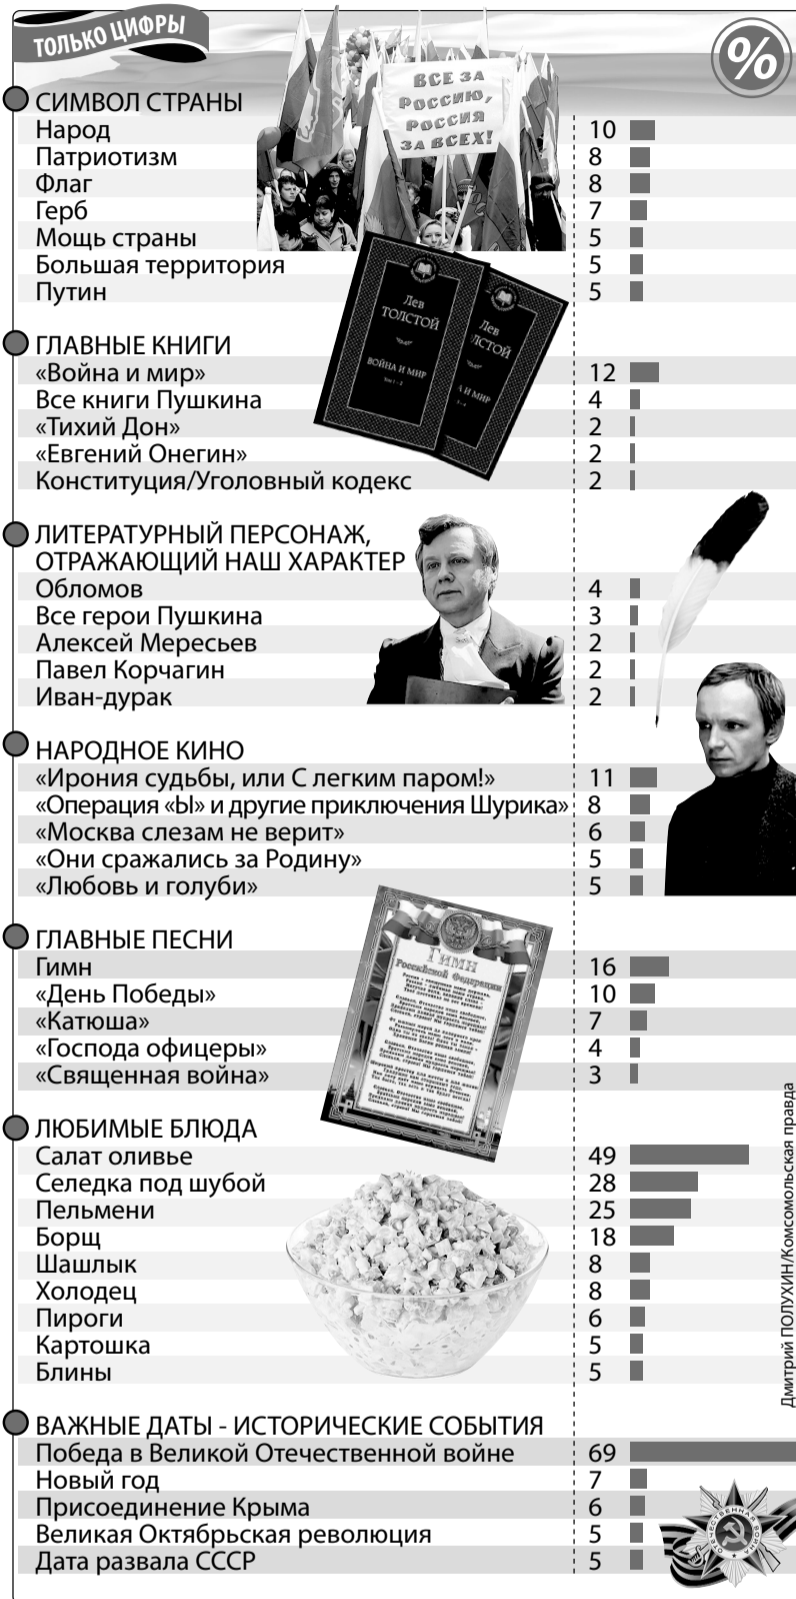 ТОЛЬКО ЦИФРЫ
%
ВСЕ ЗА
РОССИЮ,
РОССИЯ
ЗА ВСЕХ!
СИМВОЛ СТРАНЫ
Народ 10
Патриотизм 8
Флаг 8
Герб 7
Мощь страны 5
Большая территория 5
Путин 5
Лев
ТОЛСТОЙ
ВОЙНА И МИР
Том 1 - 2
Лев
ЛСТОЙ
А И МИР
ГЛАВНЫЕ КНИГИ
«Война и мир» 12
Все книги Пушкина 4
«Тихий Дон» 2
«Евгений Онегин» 2
Конституция/Уголовный кодекс 2
ЛИТЕРАТУРНЫЙ ПЕРСОНАЖ,
ОТРАЖАЮЩИЙ НАШ ХАРАКТЕР
Обломов 4
Все герои Пушкина 3
Алексей Мересьев 2
Павел Корчагин 2
Иван-дурак 2
НАРОДНОЕ КИНО
«Ирония судьбы, или С легким паром!» 11
«Операция «Ы» и другие приключения Шурика» 8
«Москва слезам не верит» 6
«Они сражались за Родину» 5
«Любовь и голуби» 5
ГЛАВНЫЕ ПЕСНИ
Гимн 16
«День Победы» 10
«Катюша» 7
«Господа офицеры» 4
«Священная война» 3
Гимн
Российской Федерации
ЛЮБИМЫЕ БЛЮДА
Салат оливье 49
Селедка под шубой 28
Пельмени 25
Борщ 18
Шашлык 8
Холодец 8
Пироги 6
Картошка 5
Блины 5
Дмитрий ПОЛУХИН/Комсомольская правда
ВАЖНЫЕ ДАТЫ - ИСТОРИЧЕСКИЕ СОБЫТИЯ
Победа в Великой Отечественной войне 69
Новый год 7
Присоединение Крыма 6
Великая Октябрьская революция 5
Дата развала СССР 5
ОТЕЧЕСТВЕННАЯ ВОЙНА